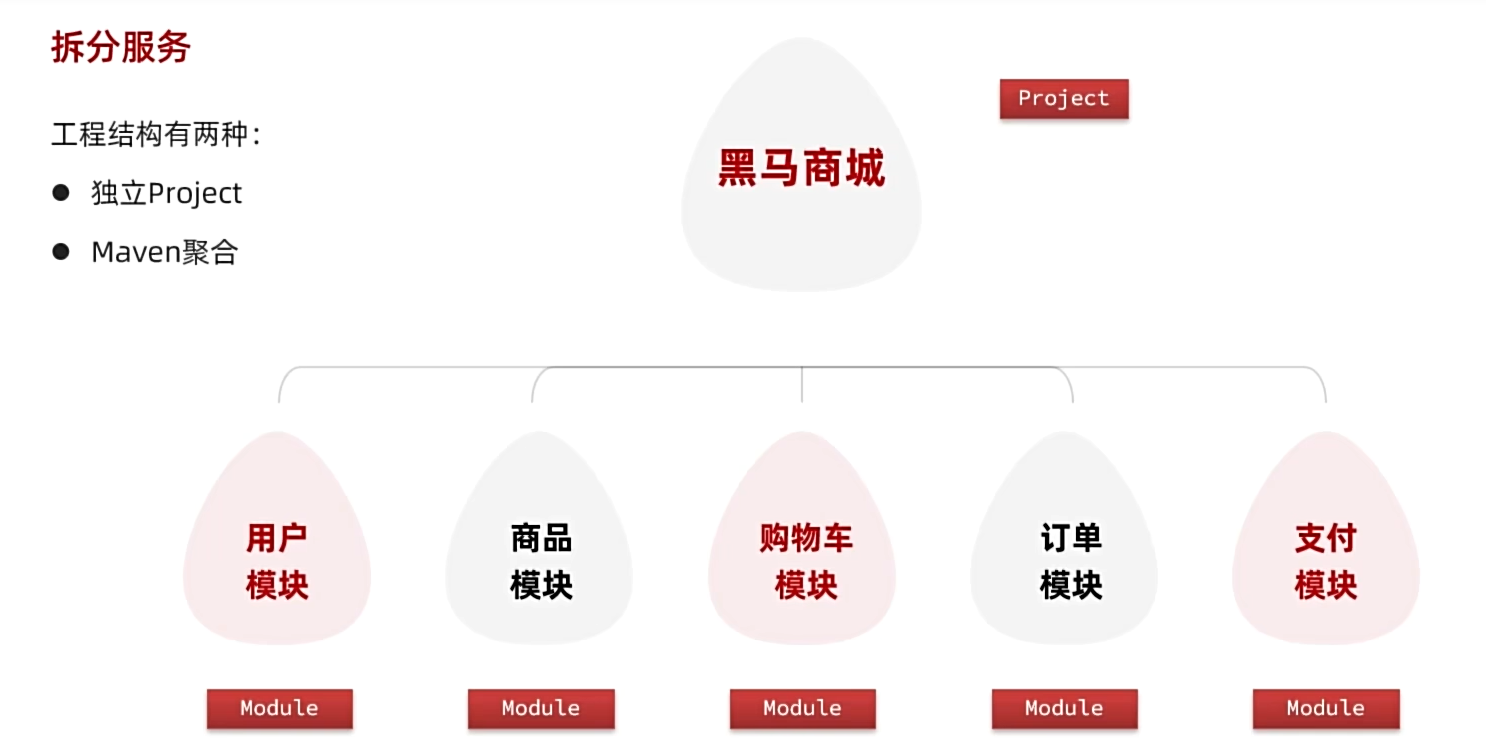 拆分服务
工程结构有两种：
● 独立Project
● Maven聚合
黑马商城
Project
用户
模块
商品
模块
购物车
模块
订单
模块
支付
模块
Module
Module
Module
Module
Module